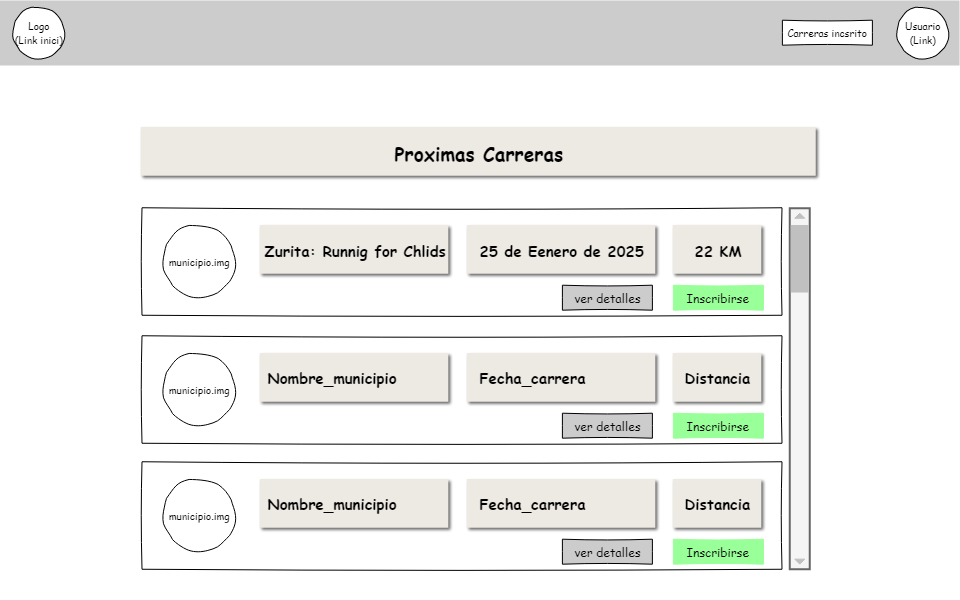 Logo
(Link inici)
Carreras incsrito
Usuario
(Link)
Proximas Carreras
municipio.img
Zurita: Runnig for Chlids
25 de Eenero de 2025
22 KM
ver detalles
Inscribirse
municipio.img
Nombre_municipio
Fecha_carrera
Distancia
ver detalles
Inscribirse
municipio.img
Nombre_municipio
Fecha_carrera
Distancia
ver detalles
Inscribirse